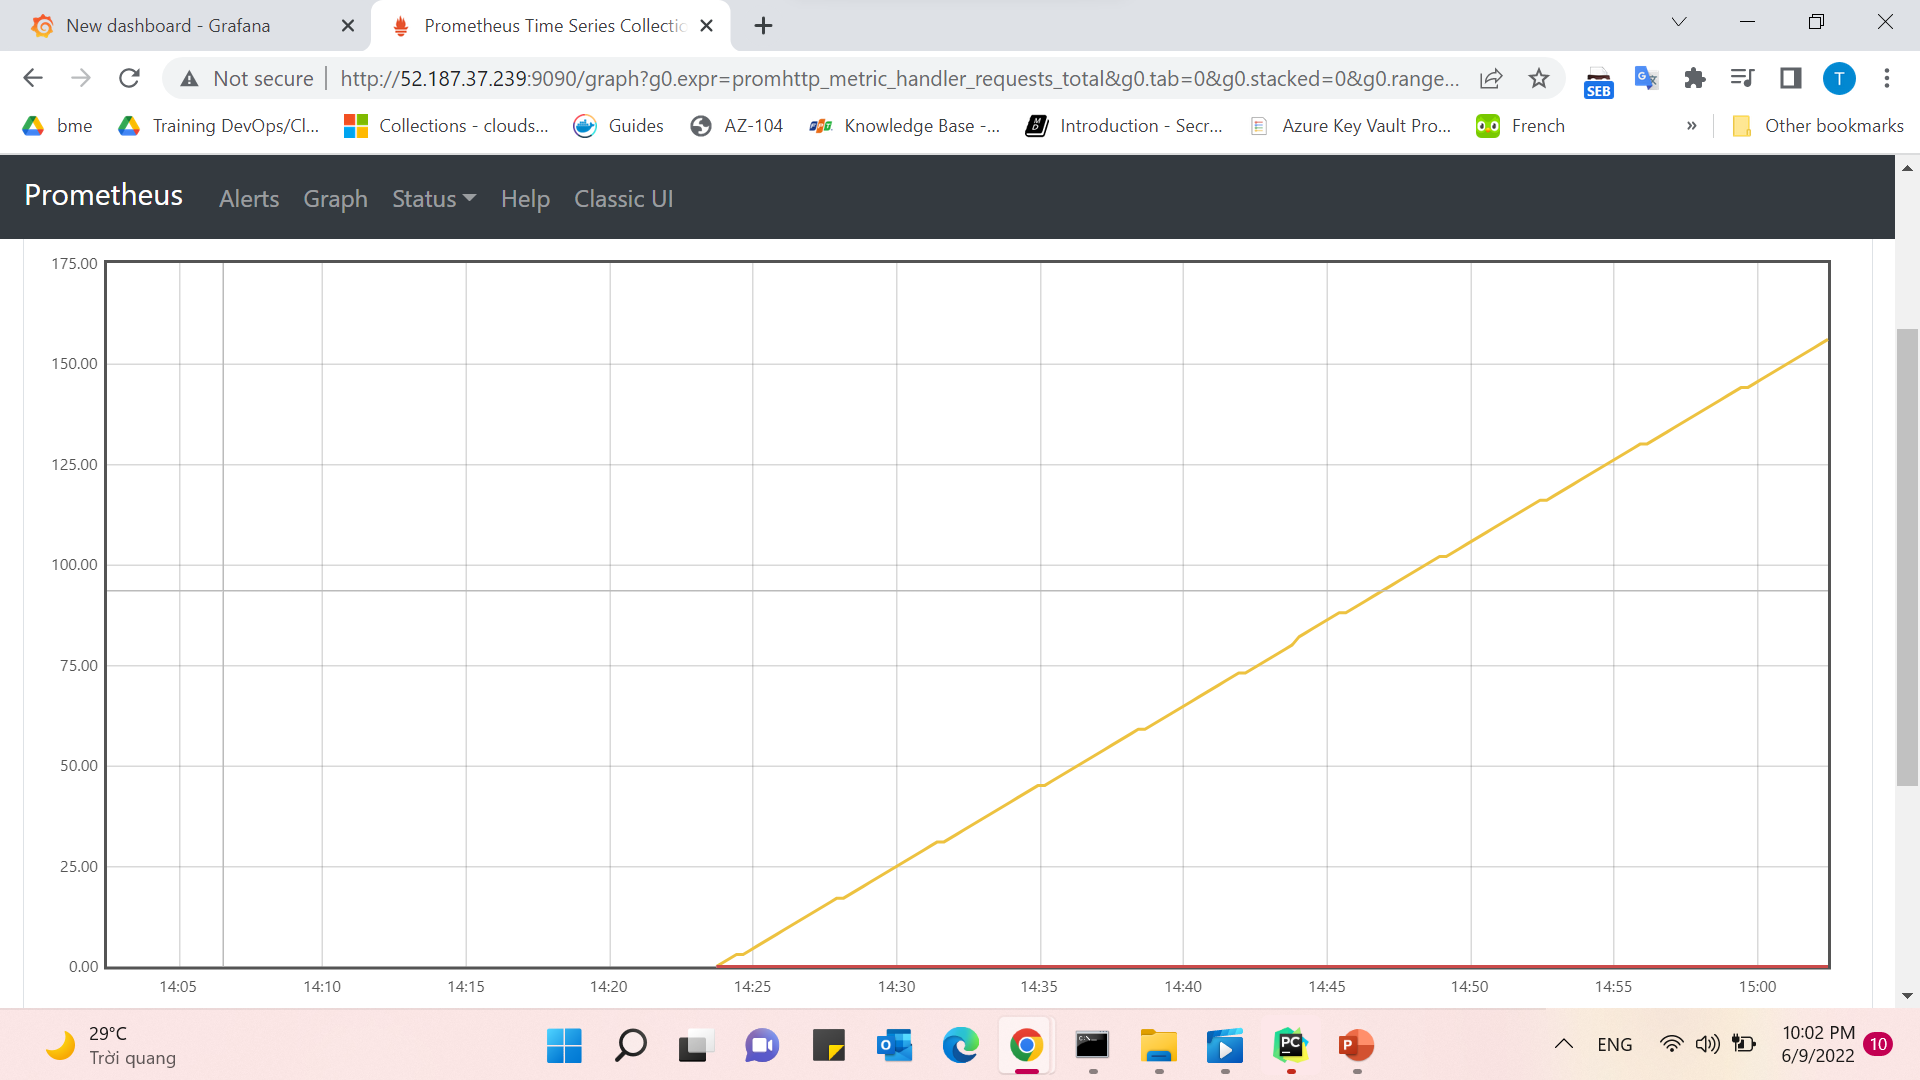 New dashboard - Grafana
Prometheus Time Series Collectio
Not secure
http://52.187.37.239:9090/graph?g0.expr=promhttp_metric_handler_requests_total&g0.tab=0&g0.stacked=0&g0.range...
SEB
T
bme
Training DevOps/Cl...
Collections - clouds...
Guides
AZ-104
Knowledge Base -...
Introduction - Secr...
Azure Key Vault Pro...
French
»
Other bookmarks
Prometheus
Alerts
Graph
Status
Help
Classic UI
175.00
150.00
125.00
100.00
75.00
50.00
25.00
0.00
14:05
14:10
14:15
14:20
14:25
14:30
14:35
14:40
14:45
14:50
14:55
15:00
29°C
Trời quang
PC
P
ENG
10:02 PM
6/9/2022
10